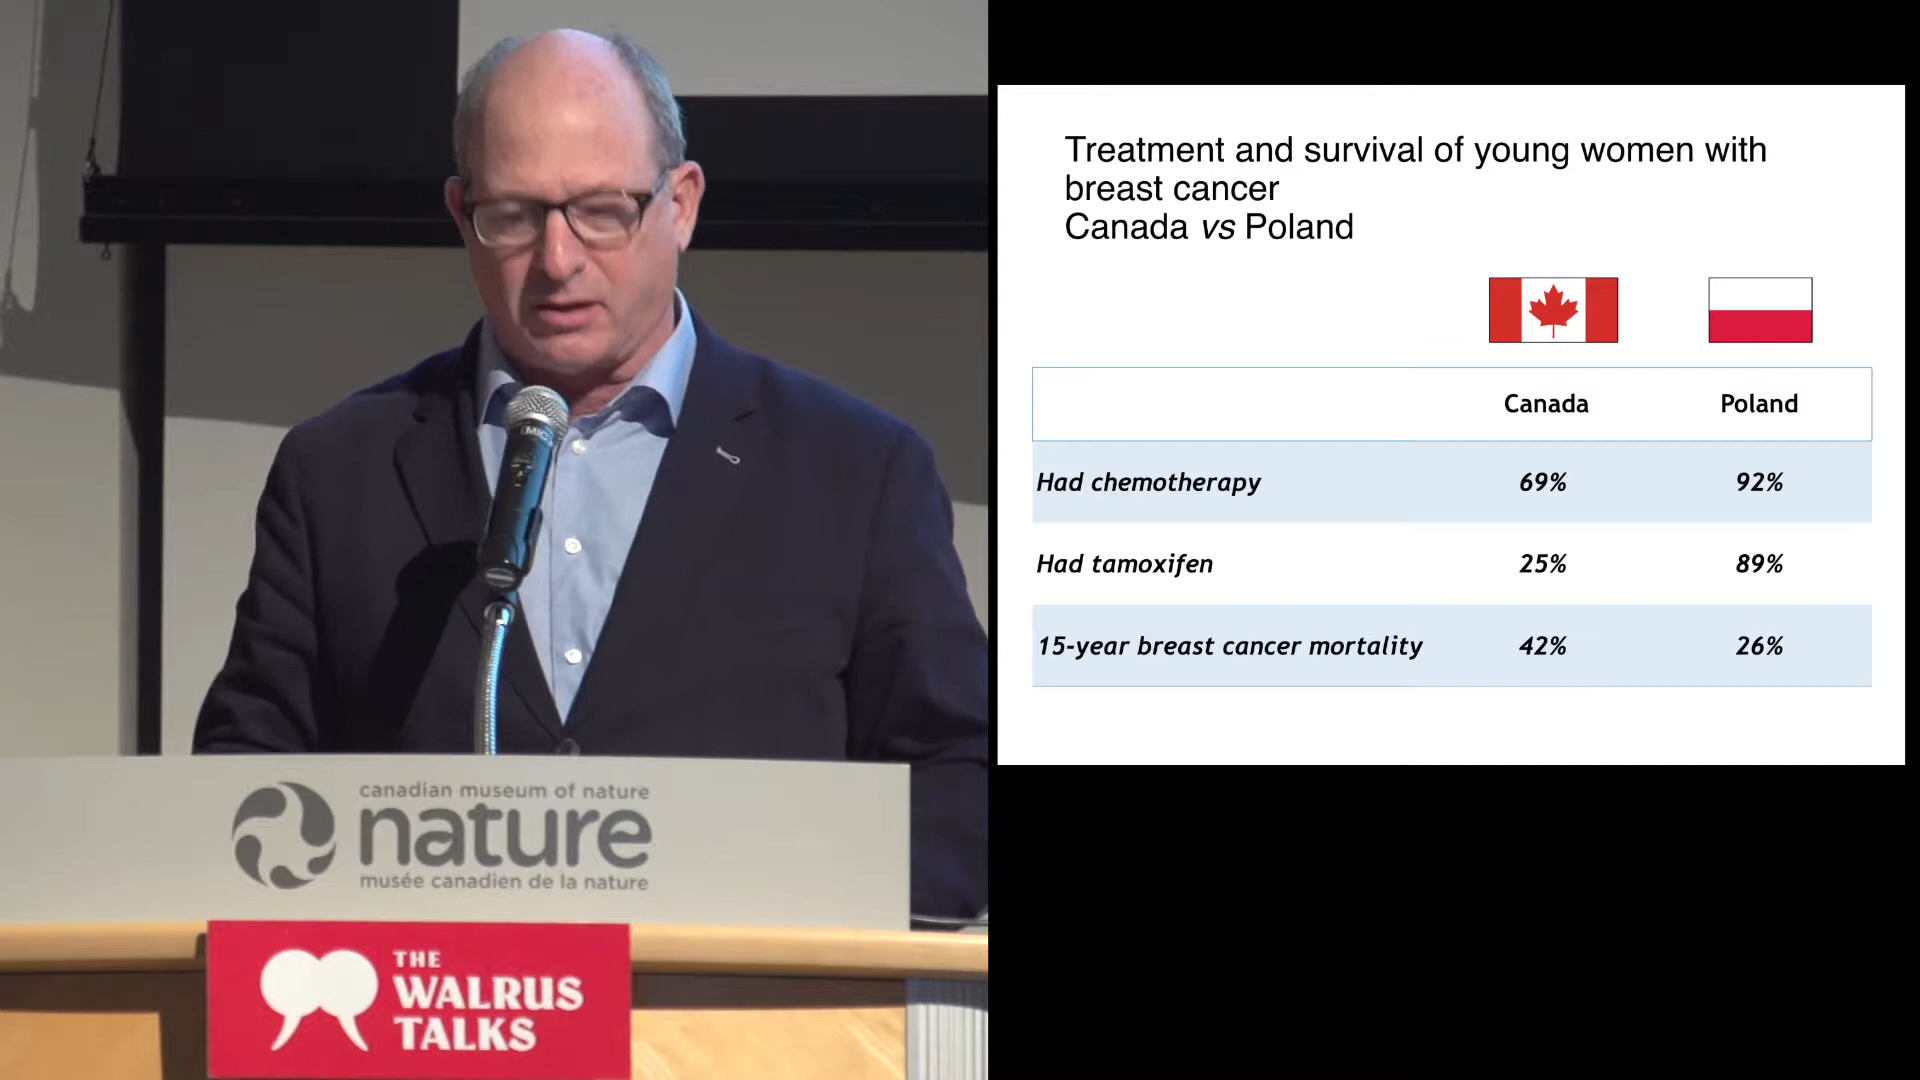 (MIC)
canadian museum of nature
nature
musée canadien de la nature
THE
WALRUS
TALKS
Treatment and survival of young women with
breast cancer
Canada vs Poland
Canada Poland
Had chemotherapy 69% 92%
Had tamoxifen 25% 89%
15-year breast cancer mortality 42% 26%